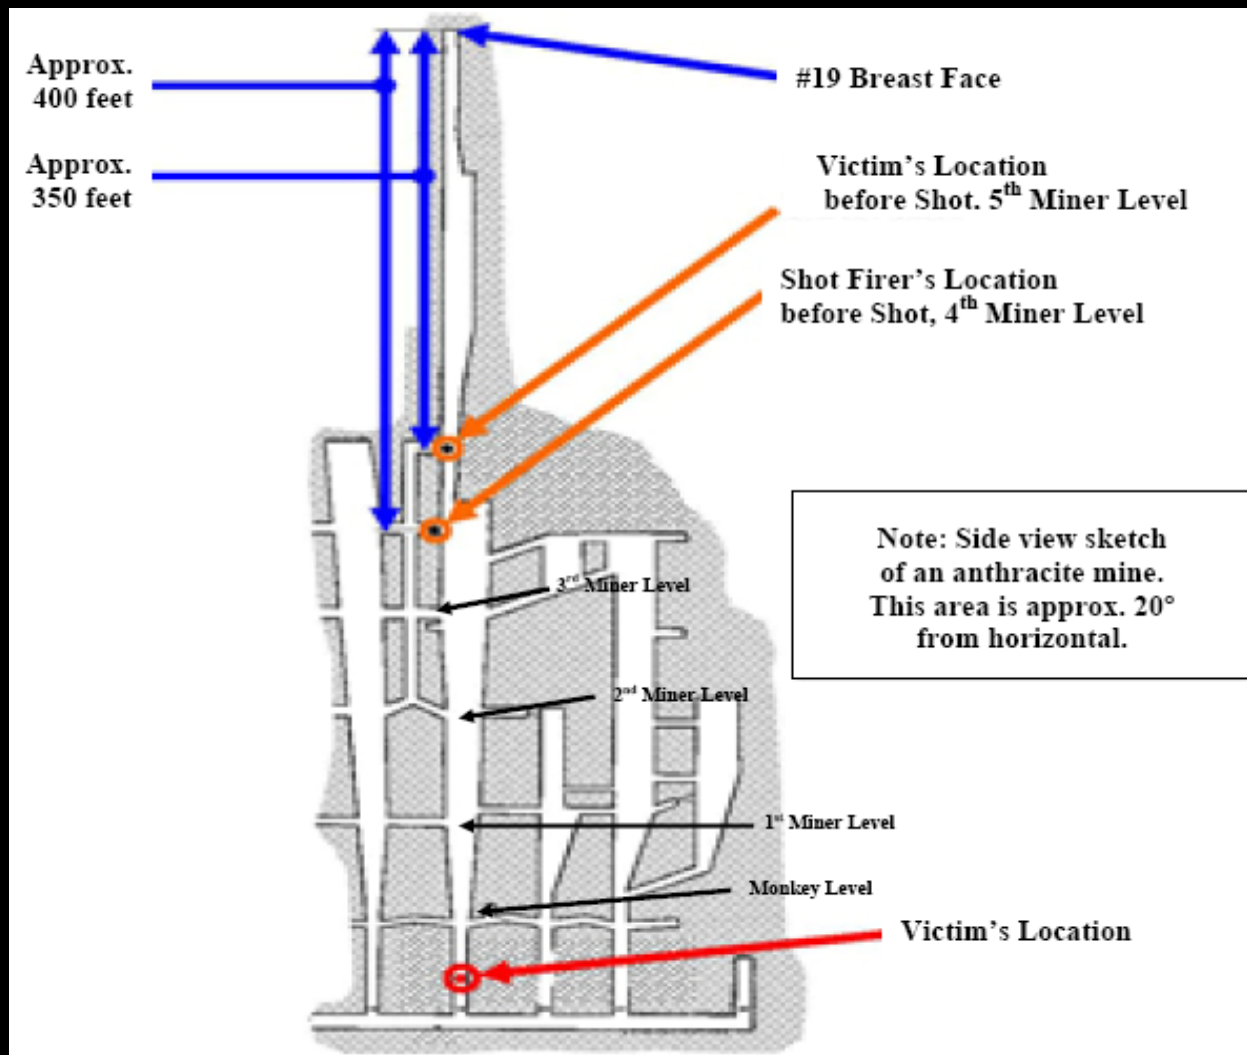 Approx.
400 feet
#19 Breast Face
Approx.
350 feet
Victim's Location
before Shot. 5th Miner Level
Shot Firer's Location
before Shot, 4th Miner Level
Note: Side view sketch
of an anthracite mine.
This area is approx. 20°
from horizontal.
3rd Miner Level
2nd Miner Level
1st Miner Level
Monkey Level
Victim's Location